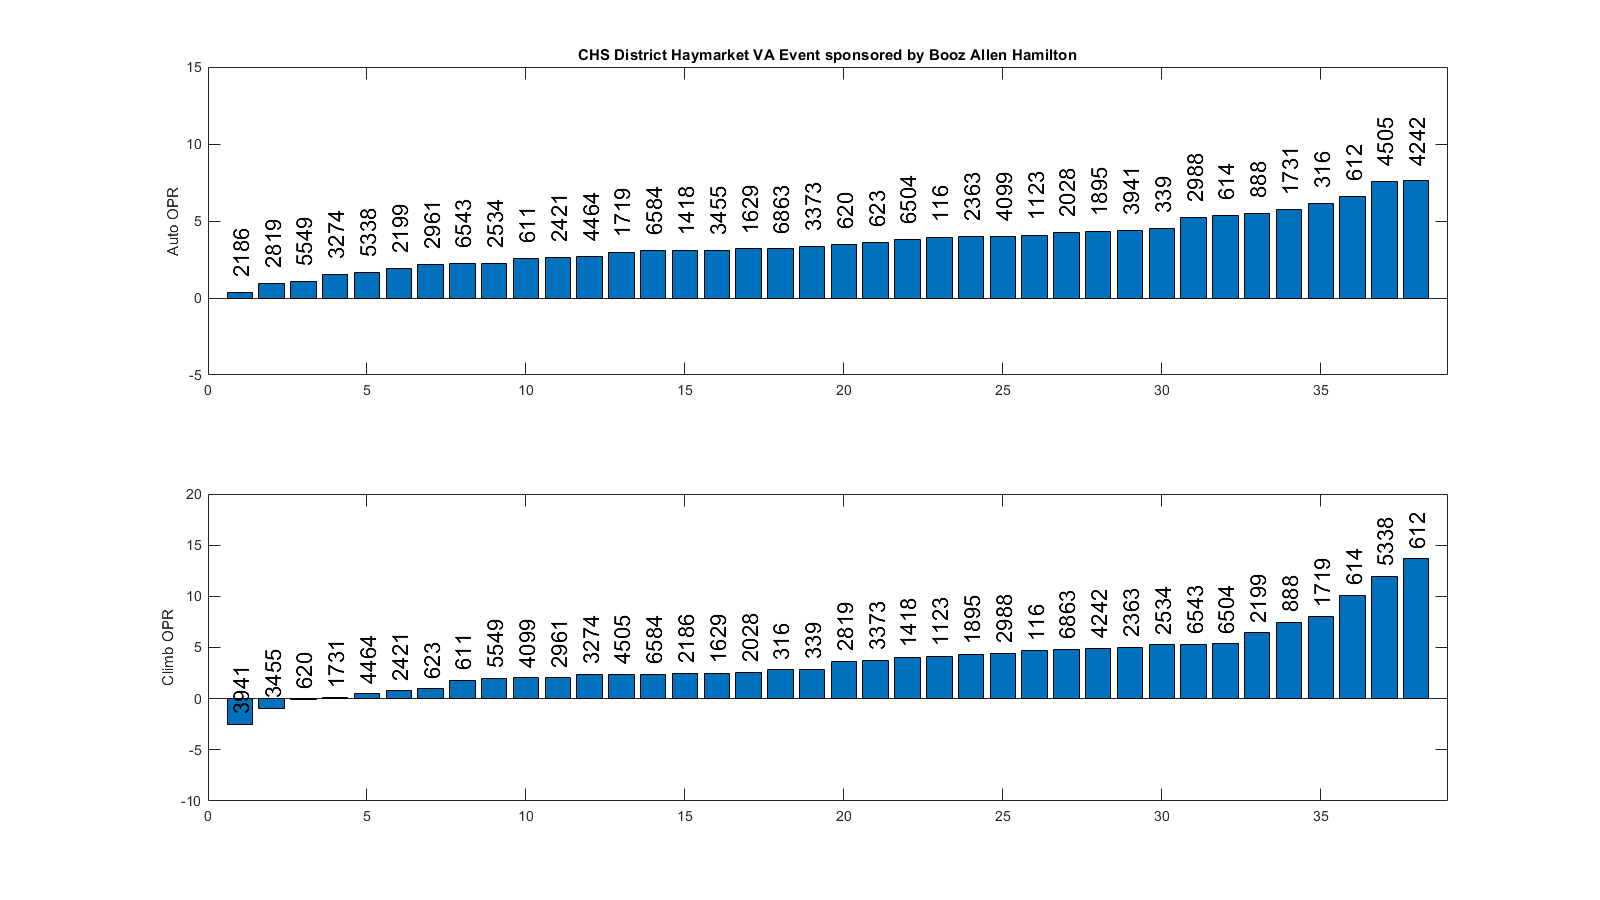 CHS District Haymarket VA Event sponsored by Booz Allen Hamilton
Auto OPR
15
10
5
0
-5
2186 2819 5549 3274 5338 2199 2961 6543 2534 611 2421 4464 1719 6584 1418 3455 1629 6863 3373 620 623 6504 116 2363 4099 1123 2028 1895 3941 339 2988 614 888 1731 316 612 4505 4242
0 5 10 15 20 25 30 35
Climb OPR
20
15
10
5
0
-5
-10
3941 3455 620 1731 4464 2421 623 611 5549 4099 2961 3274 4505 6584 2186 1629 2028 316 339 2819 3373 1418 1123 1895 2988 116 6863 4242 2363 2534 6543 6504 2199 888 1719 614 5338 612
0 5 10 15 20 25 30 35